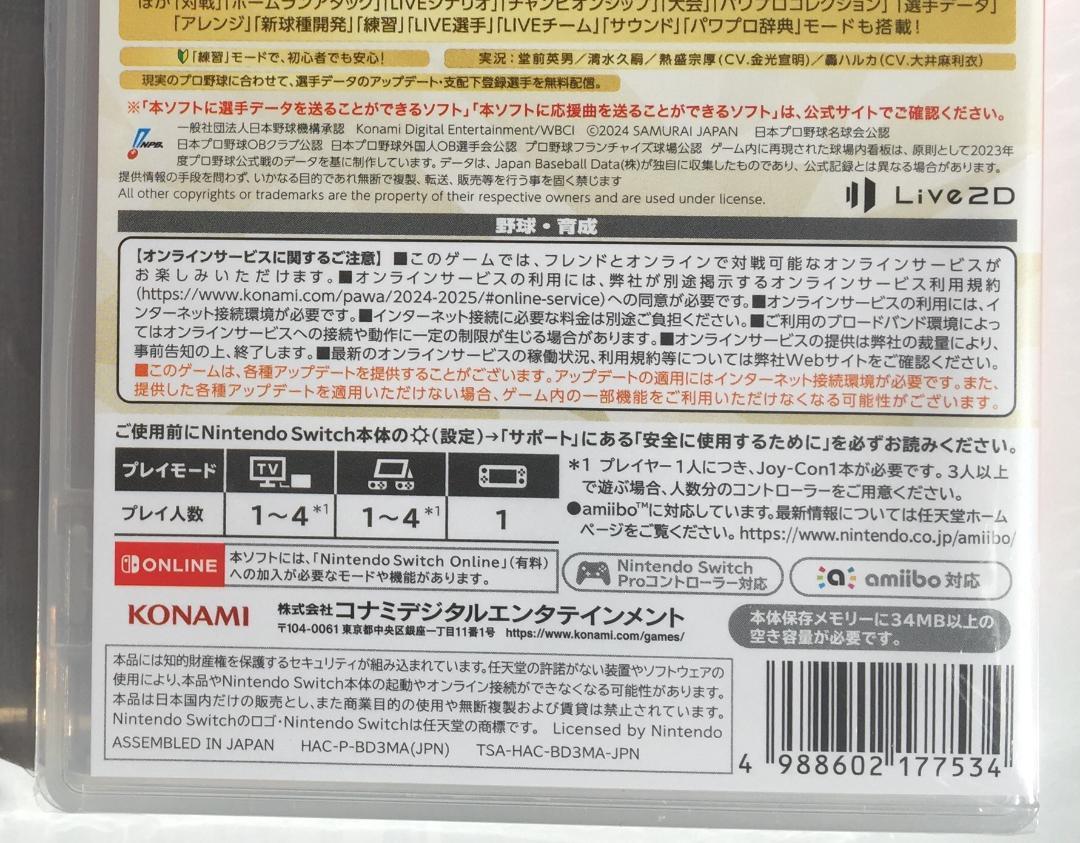 ほか「対戦」「ホームランアタック」「LIVEシナリオ」「チャンピオンシップ」「大会」「パワプロコレクション」「選手データ」
「アレンジ」「新球種開発」「練習」「LIVE選手」「LIVEチーム」「サウンド」「パワプロ辞典」モードも搭載!
「練習」モードで、初心者でも安心!
実況:堂前英男/清水久嗣/熱盛宗厚(CV.金光宣明)/轟ハルカ(CV.大井麻利衣)
現実のプロ野球に合わせて、選手データのアップデート・支配下登録選手を無料配信。
※「本ソフトに選手データを送ることができるソフト」「本ソフトに応援曲を送ることができるソフト」は、公式サイトでご確認ください。
NPB
一般社団法人日本野球機構承認 Konami Digital Entertainment/WBCI ©2024 SAMURAI JAPAN 日本プロ野球名球会公認
日本プロ野球OBクラブ公認 日本プロ野球外国人OB選手会公認 プロ野球フランチャイズ球場公認 ゲーム内に再現された球場内看板は、原則として2023年
度プロ野球公式戦のデータを基に制作しています。データは、Japan Baseball Data(株)が独自に収集したものであり、公式記録とは異なる場合があります。
提供情報の手段を問わず、いかなる目的であれ無断で複製、転送、販売等を行う事を固く禁じます
All other copyrights or trademarks are the property of their respective owners and are used under license.
Live2D
野球・育成
【オンラインサービスに関するご注意】 ■このゲームでは、フレンドとオンラインで対戦可能なオンラインサービスが
お楽しみいただけます。■オンラインサービスの利用には、弊社が別途掲示するオンラインサービス利用規約
(https://www.konami.com/pawa/2024-2025/#online-service)への同意が必要です。■オンラインサービスの利用には、イ
ンターネット接続環境が必要です。■インターネット接続に必要な料金は別途ご負担ください。■ご利用のブロードバンド環境によっ
てはオンラインサービスへの接続や動作に一定の制限が生じる場合があります。■オンラインサービスの提供は弊社の裁量により、
事前告知の上、終了します。■最新のオンラインサービスの稼働状況、利用規約等については弊社Webサイトをご確認ください。
■このゲームは、各種アップデートを提供することがございます。アップデートの適用にはインターネット接続環境が必要です。また、
提供した各種アップデートを適用いただけない場合、ゲーム内の一部機能をご利用いただけなくなる可能性がございます。
ご使用前にNintendo Switch本体の(設定)→「サポート」にある「安全に使用するために」を必ずお読みください。
プレイモード TV
プレイ人数 1~4*1 1~4*1 1
*1 プレイヤー1人につき、Joy-Con1本が必要です。3人以上
で遊ぶ場合、人数分のコントローラーをご用意ください。
●amiibo™に対応しています。最新情報については任天堂ホーム
ページをご覧ください。https://www.nintendo.co.jp/amiibo/
ONLINE
本ソフトには、「Nintendo Switch Online」(有料)
への加入が必要なモードや機能があります。
Nintendo Switch
Proコントローラー対応
amiibo 対応
KONAMI
株式会社コナミデジタルエンタテインメント
〒104-0061 東京都中央区銀座一丁目11番1号 https://www.konami.com/games/
本体保存メモリーに34MB以上の
空き容量が必要です。
本品には知的財産権を保護するセキュリティが組み込まれています。任天堂の許諾がない装置やソフトウェアの
使用により、本品やNintendo Switch本体の起動やオンライン接続ができなくなる可能性があります。
本品は日本国内だけの販売とし、また商業目的の使用や無断複製および賃貸は禁止されています。
Nintendo Switchのロゴ・Nintendo Switchは任天堂の商標です。 Licensed by Nintendo
ASSEMBLED IN JAPAN HAC-P-BD3MA(JPN) TSA-HAC-BD3MA-JPN
4 988602 177534